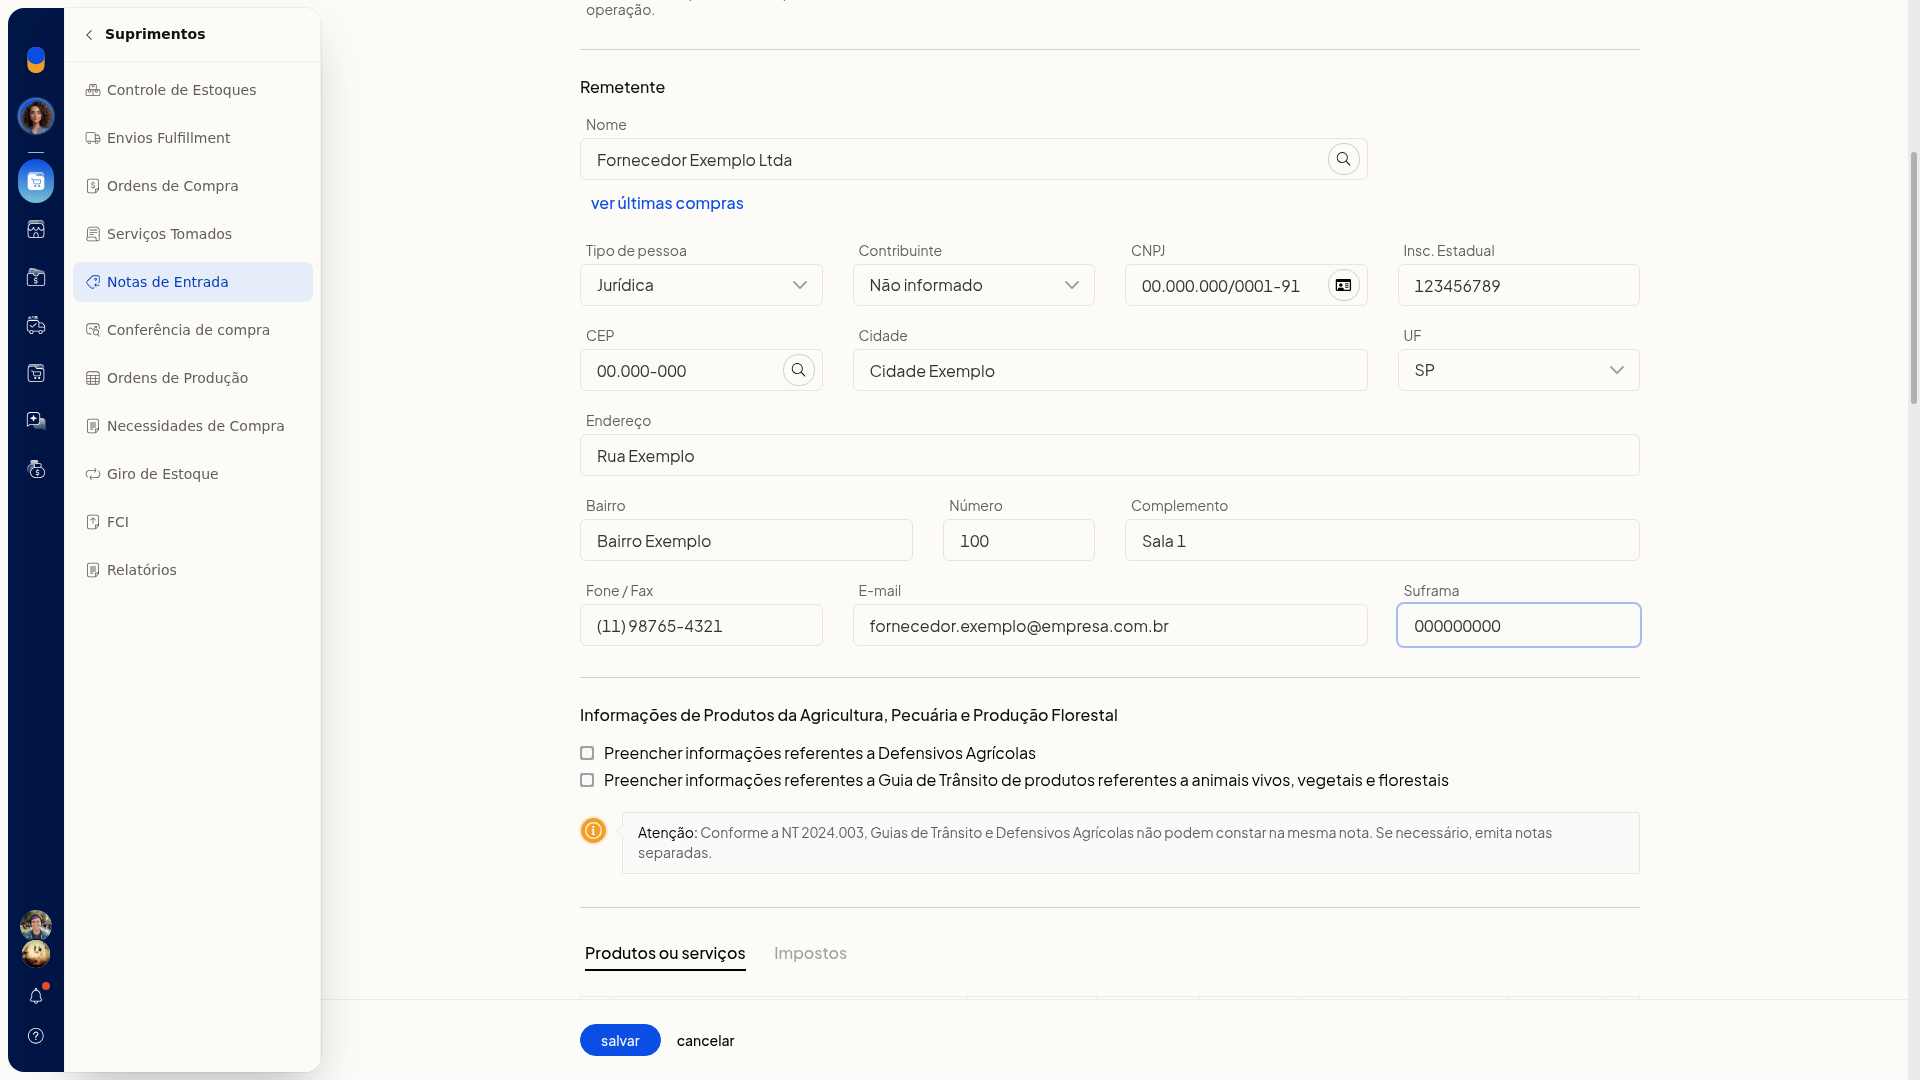 Suprimentos
Controle de Estoques
Envios Fulfillment
Ordens de Compra
Serviços Tomados
Notas de Entrada
Conferência de compra
Ordens de Produção
Necessidades de Compra
Giro de Estoque
FCI
Relatórios
operação.
Remetente
Nome
Fornecedor Exemplo Ltda
ver últimas compras
Tipo de pessoa
Contribuinte
CNPJ
Insc. Estadual
Jurídica
Não informado
00.000.000/0001-91
123456789
CEP
Cidade
UF
00.000-000
Cidade Exemplo
SP
Endereço
Rua Exemplo
Bairro
Número
Complemento
Bairro Exemplo
100
Sala 1
Fone / Fax
E-mail
Suframa
(11) 98765-4321
fornecedor.exemplo@empresa.com.br
000000000
Informações de Produtos da Agricultura, Pecuária e Produção Florestal
Preencher informações referentes a Defensivos Agrícolas
Preencher informações referentes a Guia de Trânsito de produtos referentes a animais vivos, vegetais e florestais
Atenção: Conforme a NT 2024.003, Guias de Trânsito e Defensivos Agrícolas não podem constar na mesma nota. Se necessário, emita notas
separadas.
Produtos ou serviços
Impostos
salvar
cancelar